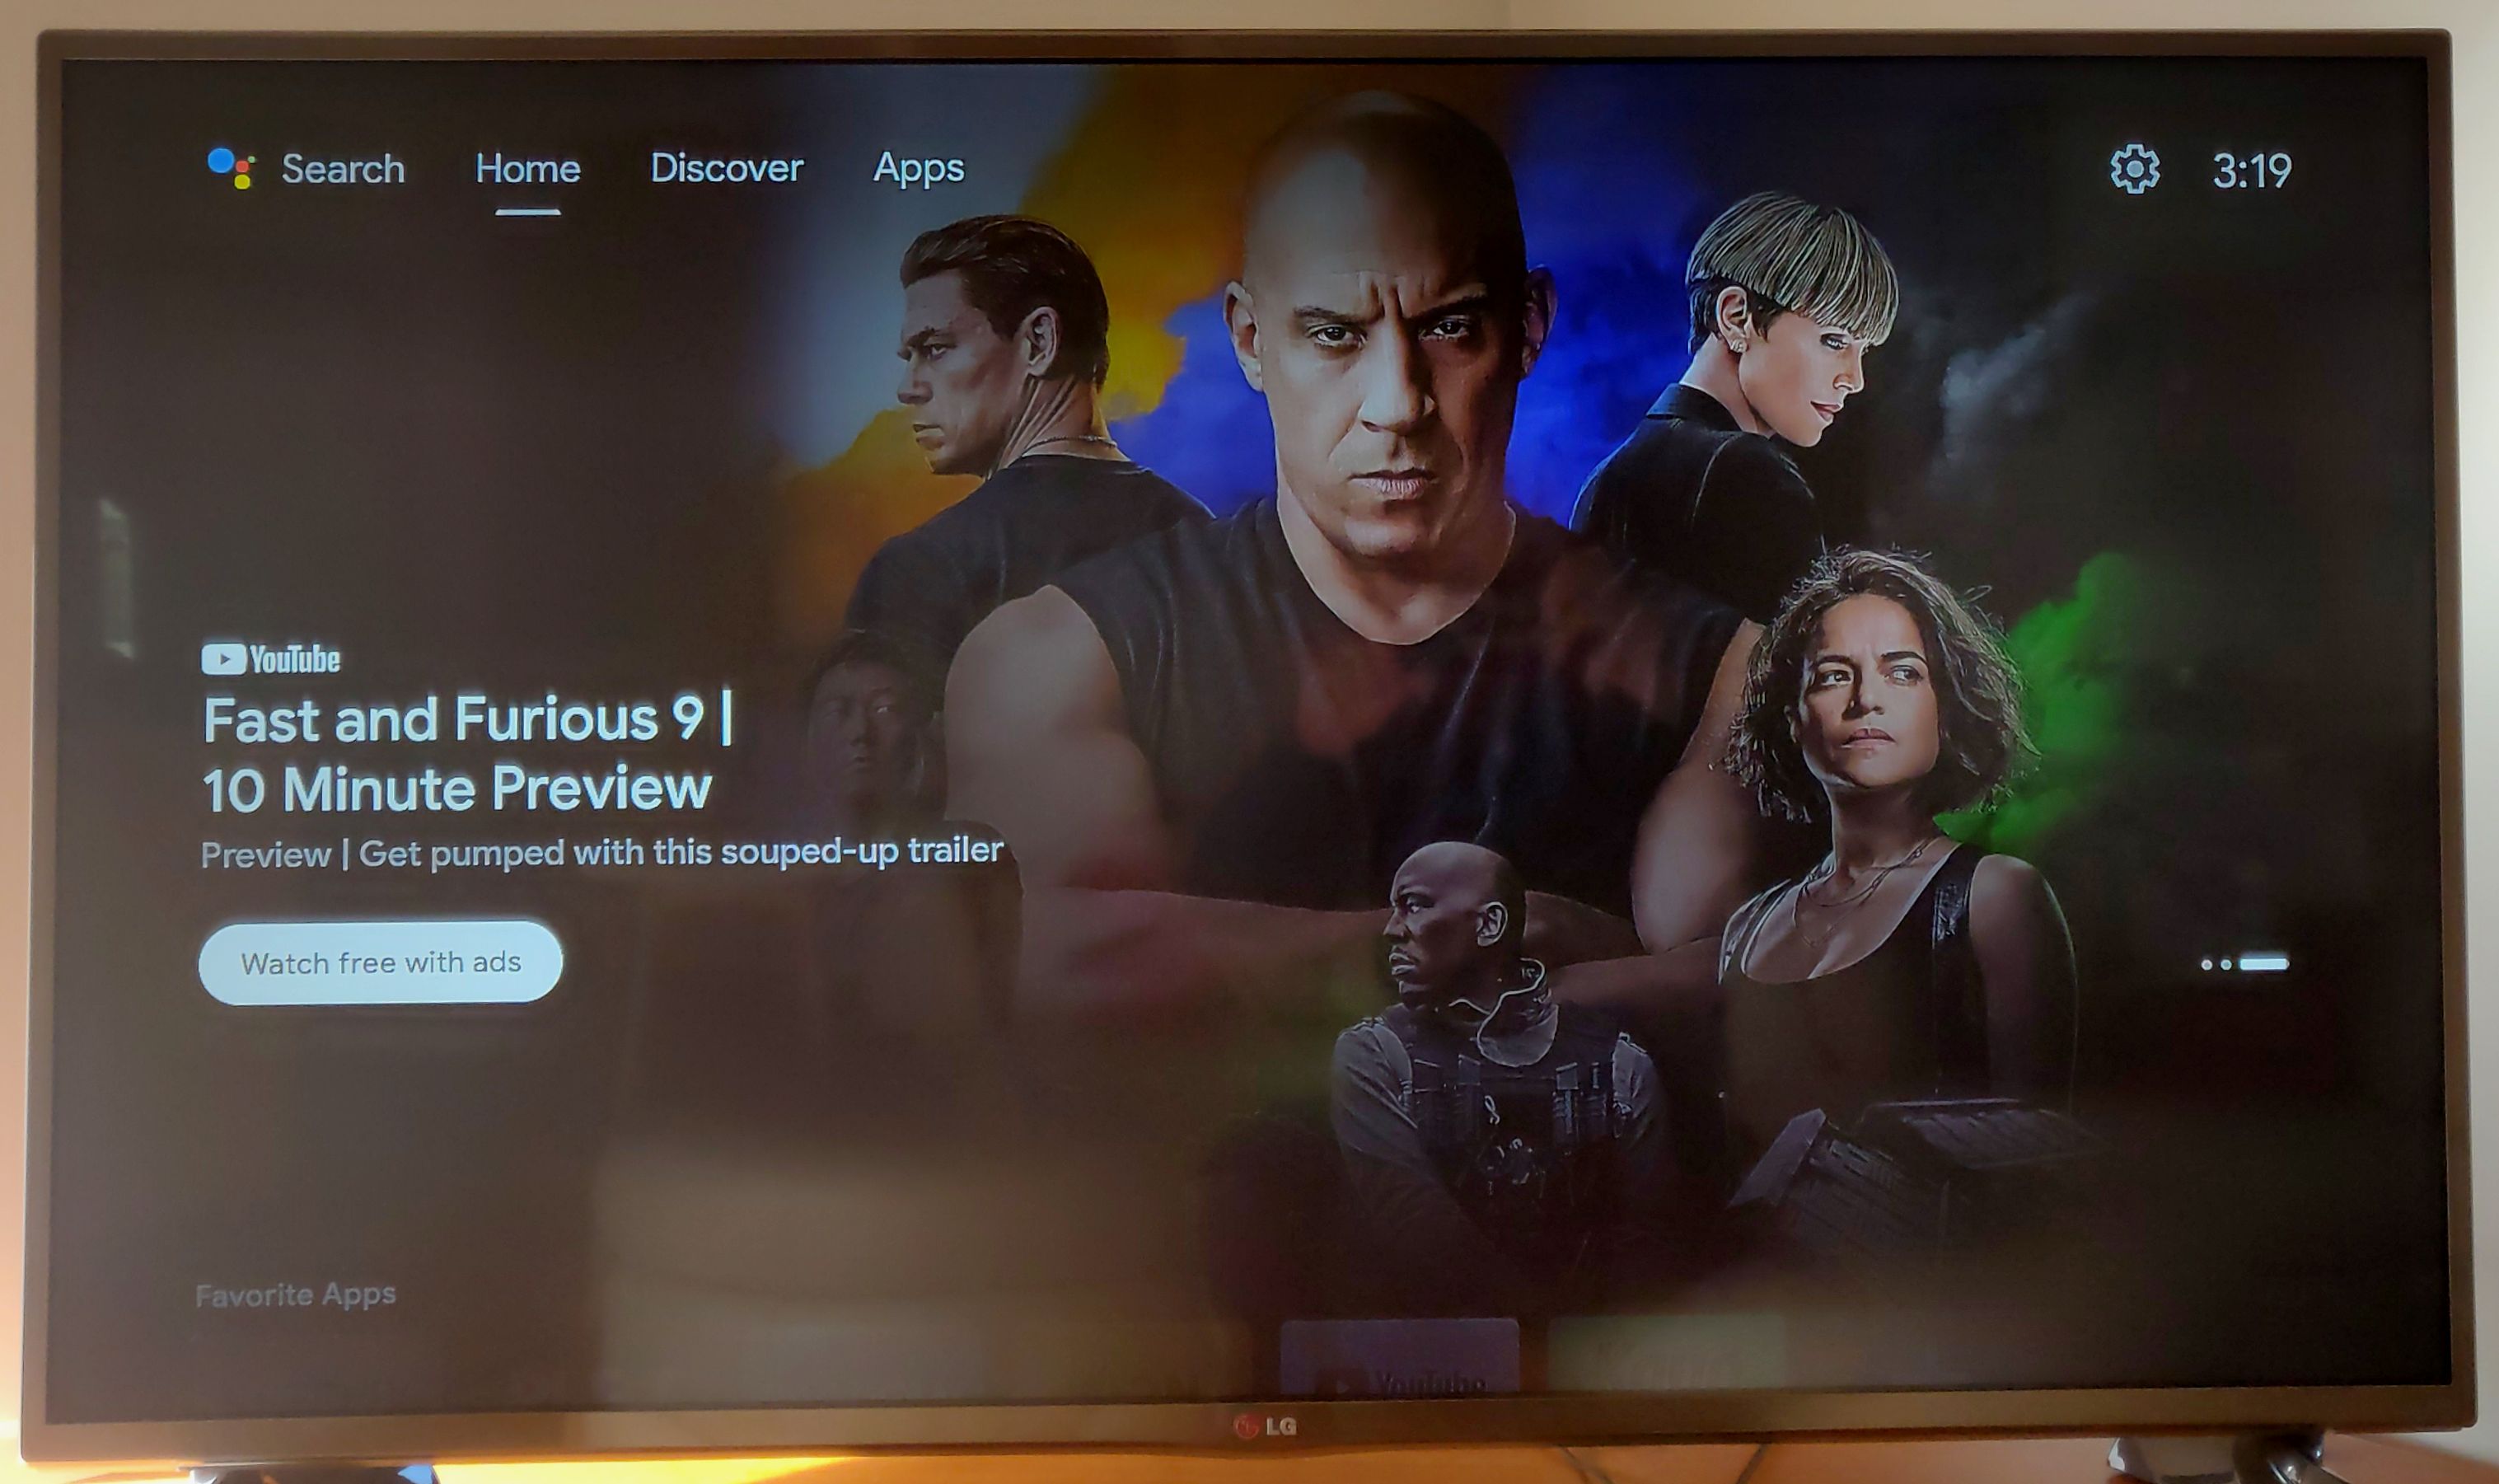 Search Home Discover Apps 3:19
YouTube
Fast and Furious 9 |
10 Minute Preview
Preview | Get pumped with this souped-up trailer
Watch free with ads
Favorite Apps
YouTube
LG